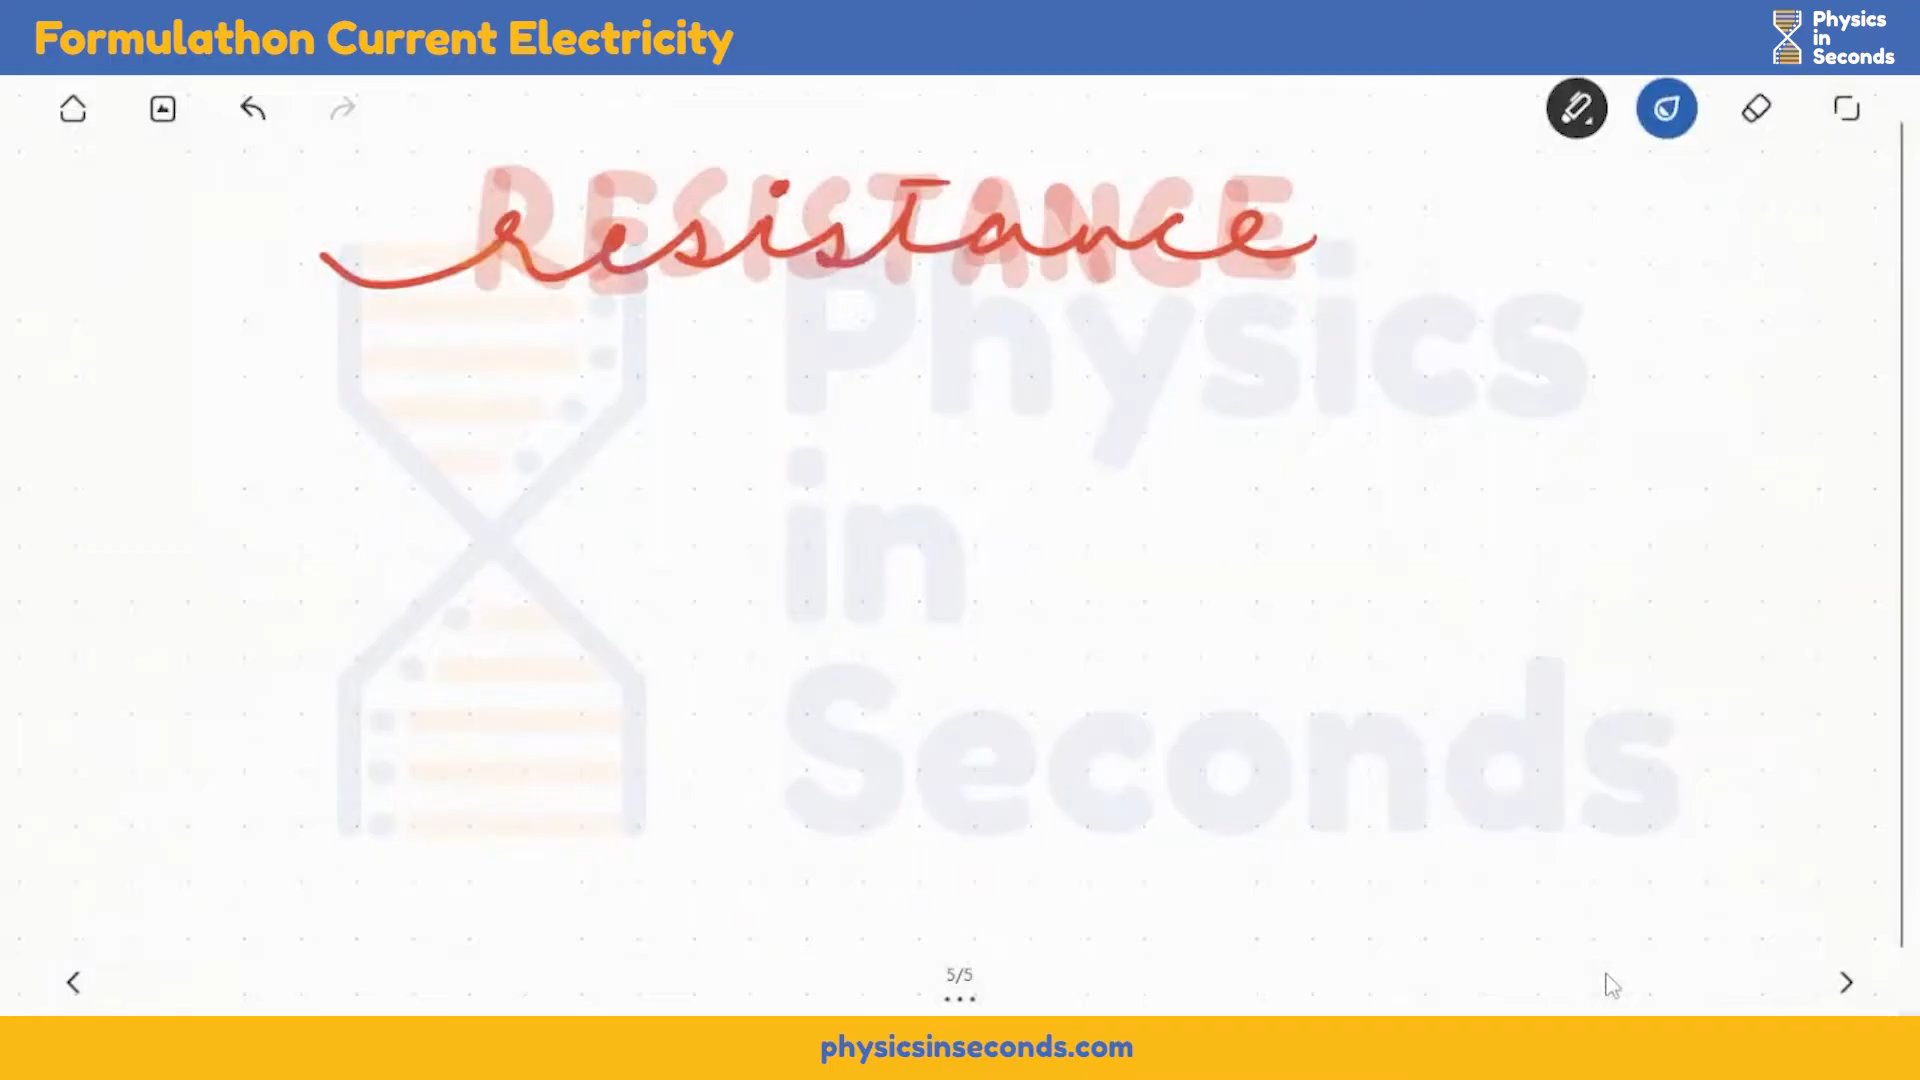 Formulathon Current Electricity
Physics
in
Seconds
RESISTANCE
resistance
Physics
in
Seconds
5/5
physicsinseconds.com